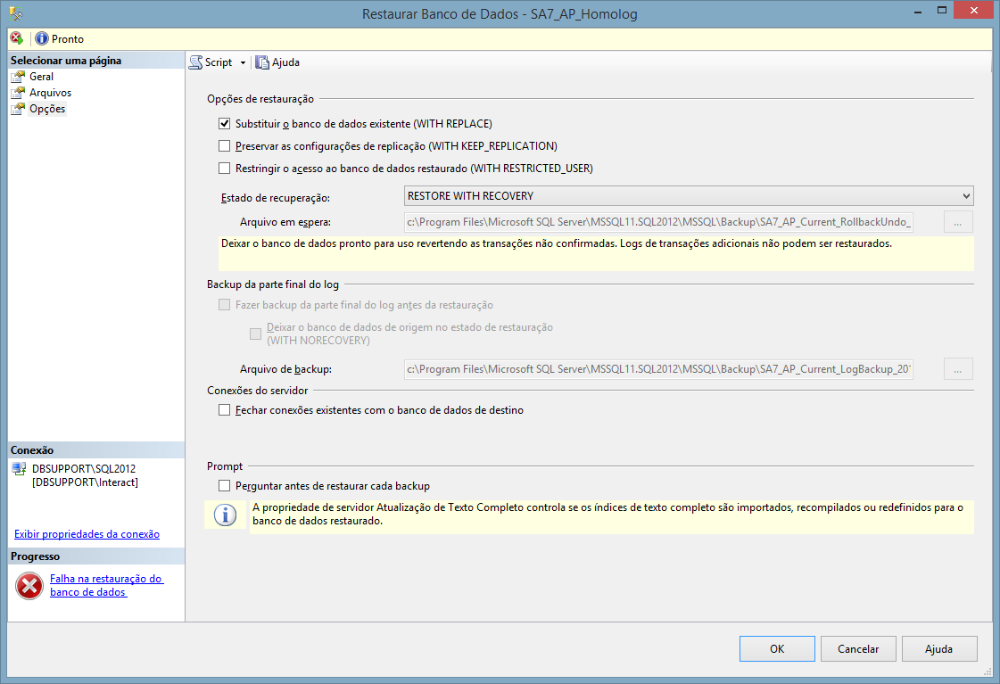 Restaurar Banco de Dados - SA7_AP_Homolog
Pronto
Selecionar uma página
Geral
Arquivos
Opções
Conexão
DBSUPPORT\SQL2012
[DBSUPPORT\Interact]
Exibir propriedades da conexão
Progresso
Falha na restauração do
banco de dados
Script
Ajuda
Opções de restauração
Substituir o banco de dados existente (WITH REPLACE)
Preservar as configurações de replicação (WITH KEEP_REPLICATION)
Restringir o acesso ao banco de dados restaurado (WITH RESTRICTED_USER)
Estado de recuperação:
RESTORE WITH RECOVERY
Arquivo em espera:
c:\Program Files\Microsoft SQL Server\MSSQL11.SQL2012\MSSQL\Backup\SA7_AP_Current_RollbackUndo_
...
Deixar o banco de dados pronto para uso revertendo as transações não confirmadas. Logs de transações adicionais não podem ser restaurados.
Backup da parte final do log
Fazer backup da parte final do log antes da restauração
Deixar o banco de dados de origem no estado de restauração
(WITH NORECOVERY)
Arquivo de backup:
c:\Program Files\Microsoft SQL Server\MSSQL11.SQL2012\MSSQL\Backup\SA7_AP_Current_LogBackup_201
...
Conexões do servidor
Fechar conexões existentes com o banco de dados de destino
Prompt
Perguntar antes de restaurar cada backup
A propriedade de servidor Atualização de Texto Completo controla se os índices de texto completo são importados, recompilados ou redefinidos para o
banco de dados restaurado.
OK
Cancelar
Ajuda